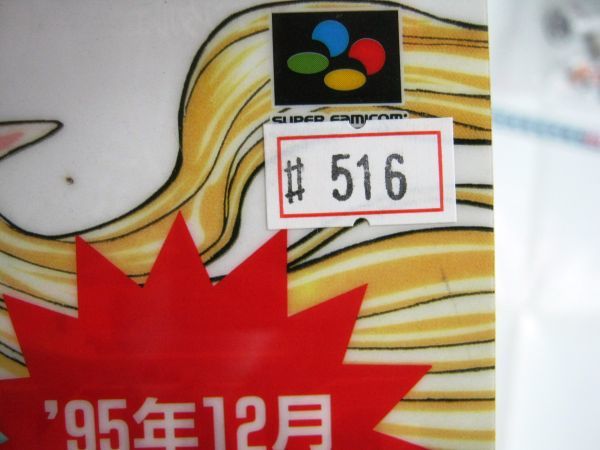 SUPER FAMICOM
# 516
'95年12月